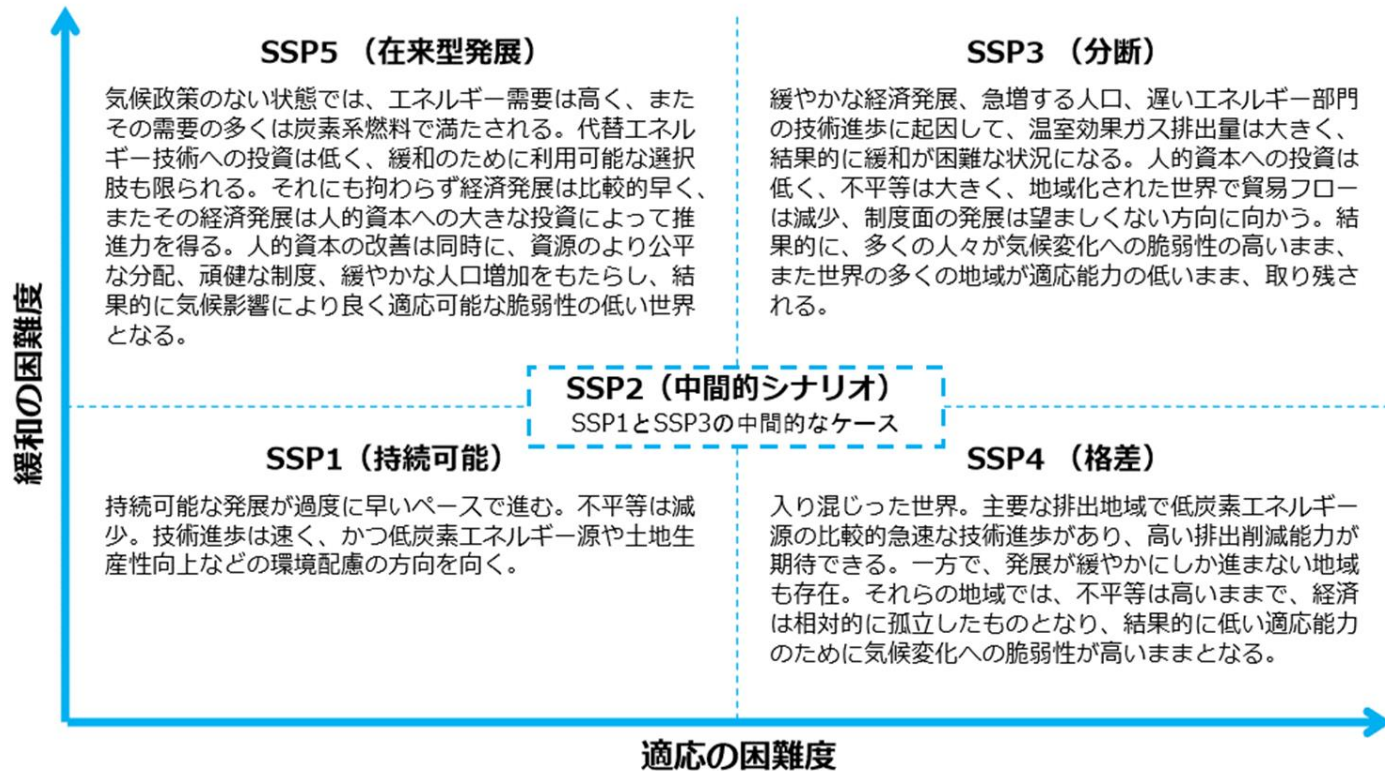 SSP5 （在来型発展）
気候政策のない状態では、エネルギー需要は高く、また
その需要の多くは炭素系燃料で満たされる。代替エネル
ギー技術への投資は低く、緩和のために利用可能な選択
肢も限られる。それにも拘わらず経済発展は比較的早く、
またその経済発展は人的資本への大きな投資によって推
進力を得る。人的資本の改善は同時に、資源のより公平
な分配、頑健な制度、緩やかな人口増加をもたらし、結
果的に気候影響により良く適応可能な脆弱性の低い世界
となる。
SSP3 （分断）
緩やかな経済発展、急増する人口、遅いエネルギー部門
の技術進歩に起因して、温室効果ガス排出量は大きく、
結果的に緩和が困難な状況になる。人的資本への投資は
低く、不平等は大きく、地域化された世界で貿易フロー
は減少、制度面の発展は望ましくない方向に向かう。結
果的に、多くの人々が気候変化への脆弱性の高いまま、
また世界の多くの地域が適応能力の低いまま、取り残さ
れる。
SSP2（中間的シナリオ）
SSP1とSSP3の中間的なケース
SSP1（持続可能）
持続可能な発展が過度に早いペースで進む。不平等は減
少。技術進歩は速く、かつ低炭素エネルギー源や土地生
産性向上などの環境配慮の方向を向く。
SSP4 （格差）
入り混じった世界。主要な排出地域で低炭素エネルギー
源の比較的急速な技術進歩があり、高い排出削減能力が
期待できる。一方で、発展が緩やかにしか進まない地域
も存在。それらの地域では、不平等は高いままで、経済
は相対的に孤立したものとなり、結果的に低い適応能力
のために気候変化への脆弱性が高いままとなる。
緩和の困難度
適応の困難度